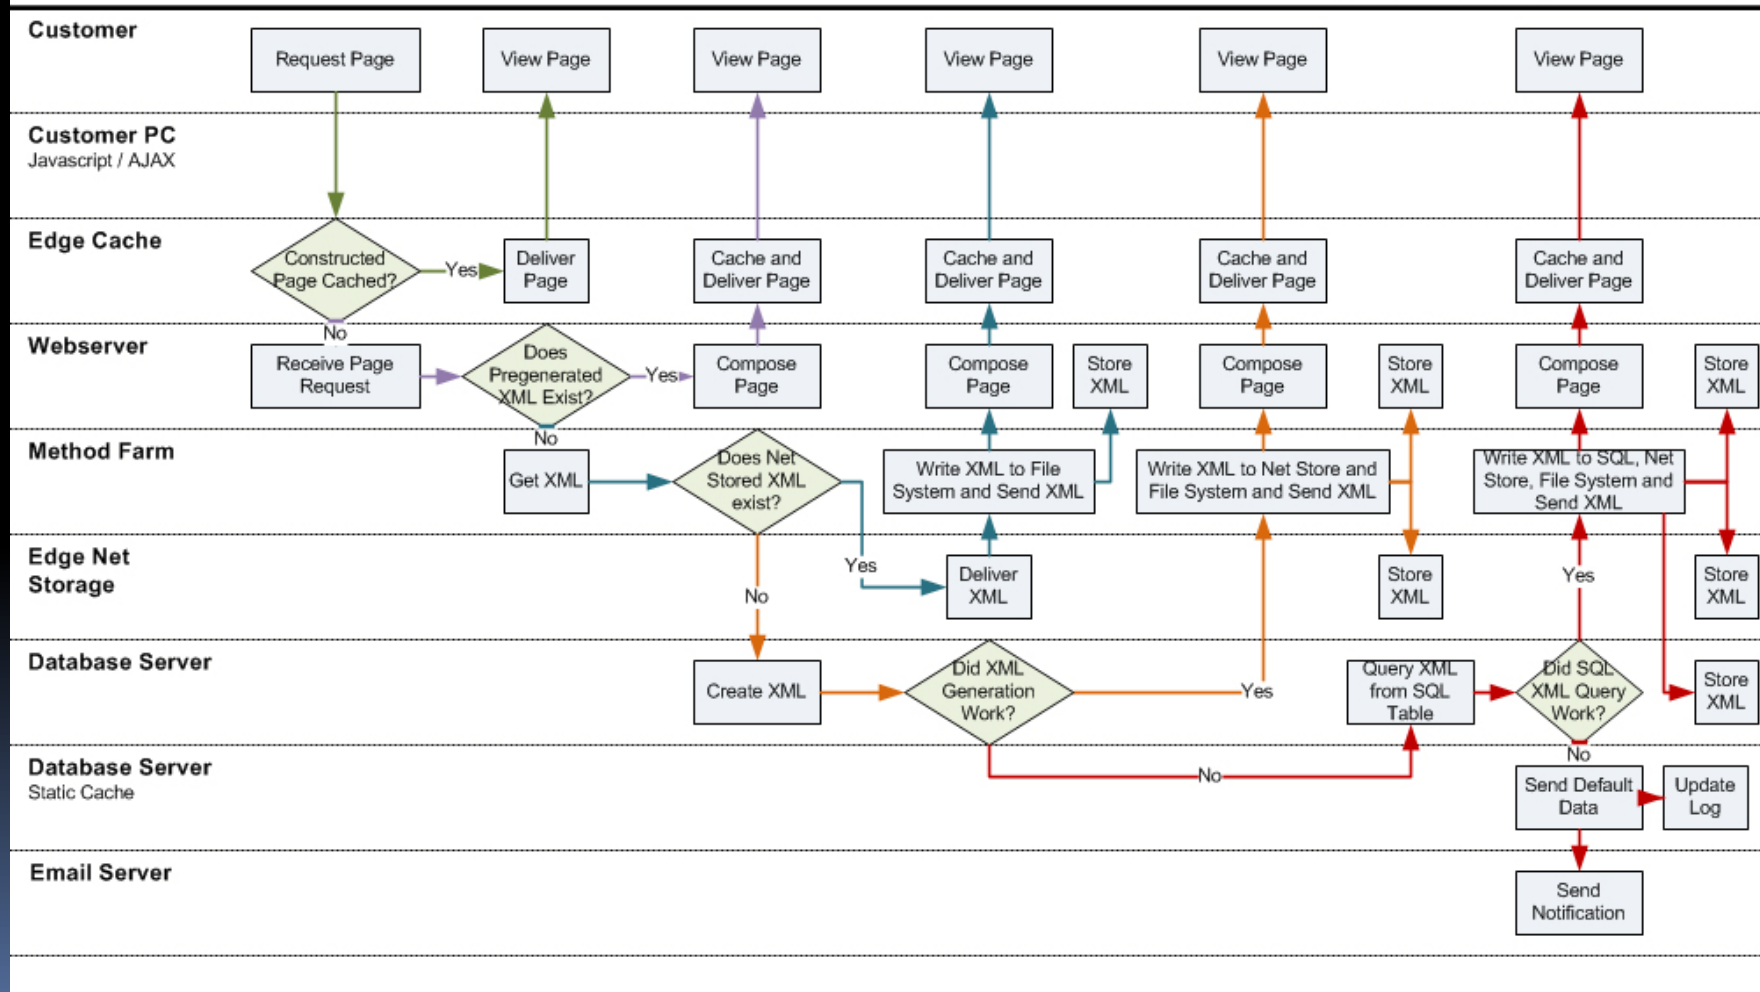 Customer
Request Page
View Page
View Page
View Page
View Page
View Page
Customer PC
Javascript / AJAX
Edge Cache
Constructed
Page Cached?
Yes
Deliver
Page
Cache and
Deliver Page
Cache and
Deliver Page
Cache and
Deliver Page
Cache and
Deliver Page
No
Webserver
Receive Page
Request
Does
Pregenerated
XML Exist?
Yes
Compose
Page
Compose
Page
Store
XML
Compose
Page
Store
XML
Compose
Page
Store
XML
No
Method Farm
Get XML
Does Net
Stored XML
exist?
Write XML to File
System and Send XML
Write XML to Net Store and
File System and Send XML
Write XML to SQL, Net
Store, File System and
Send XML
Edge Net
Storage
No
Yes
Deliver
XML
Store
XML
Yes
Store
XML
Database Server
Create XML
Did XML
Generation
Work?
Yes
Query XML
from SQL
Table
Did SQL
XML Query
Work?
Store
XML
No
No
Database Server
Static Cache
Send Default
Data
Update
Log
Email Server
Send
Notification